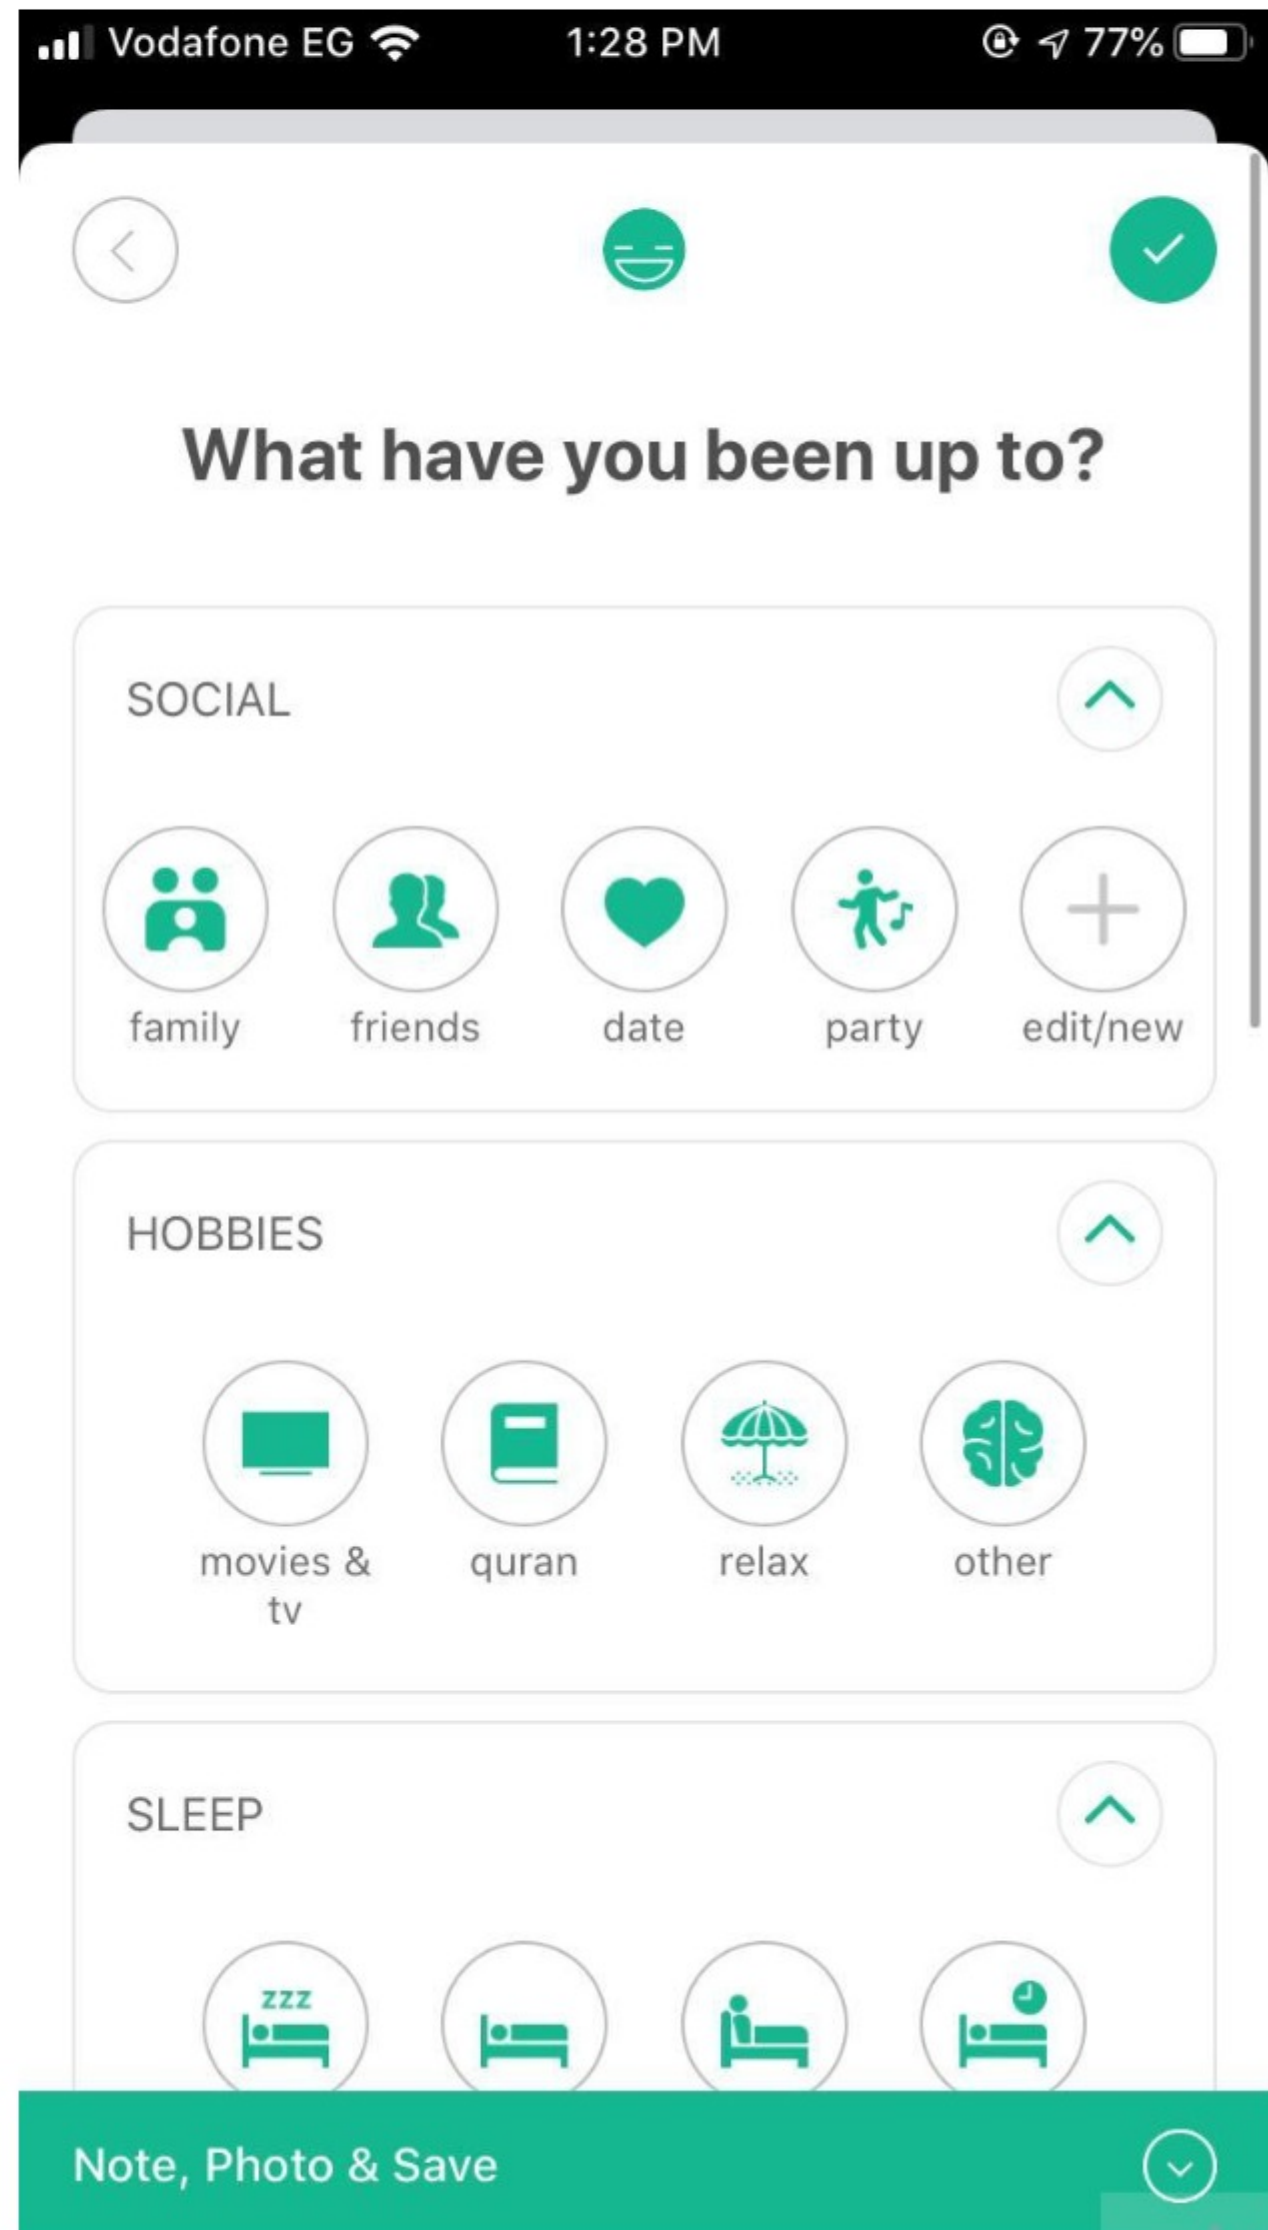 Vodafone EG 1:28 PM 77%
What have you been up to?
SOCIAL
family friends date party edit/new
HOBBIES
movies & tv quran relax other
SLEEP
zzz
Note, Photo & Save